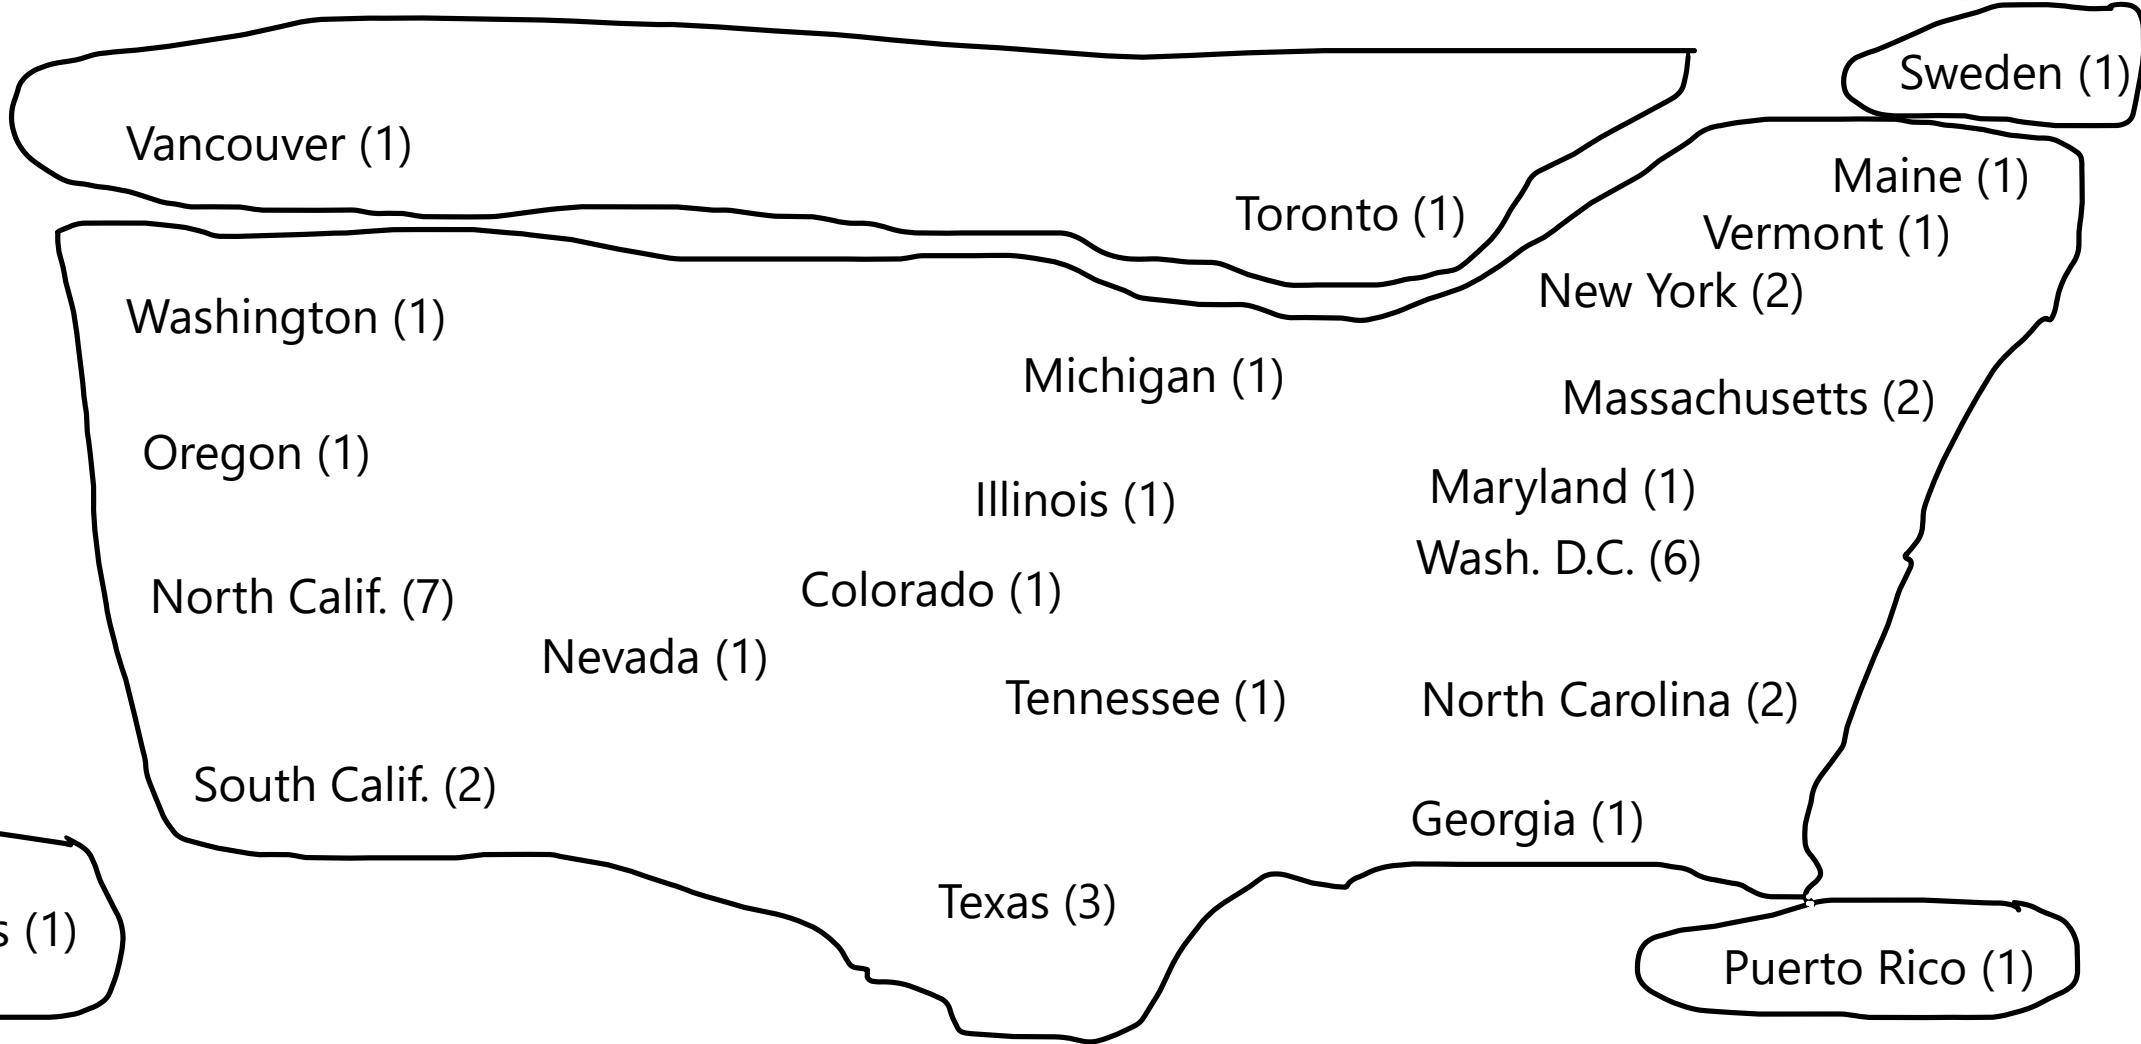 Sweden (1)
Vancouver (1)
Maine (1)
Toronto (1)
Vermont (1)
New York (2)
Washington (1)
Michigan (1)
Massachusetts (2)
Oregon (1)
Illinois (1)
Maryland (1)
Wash. D.C. (6)
North Calif. (7)
Colorado (1)
Nevada (1)
Tennessee (1)
North Carolina (2)
South Calif. (2)
Georgia (1)
Texas (3)
(1)
Puerto Rico (1)